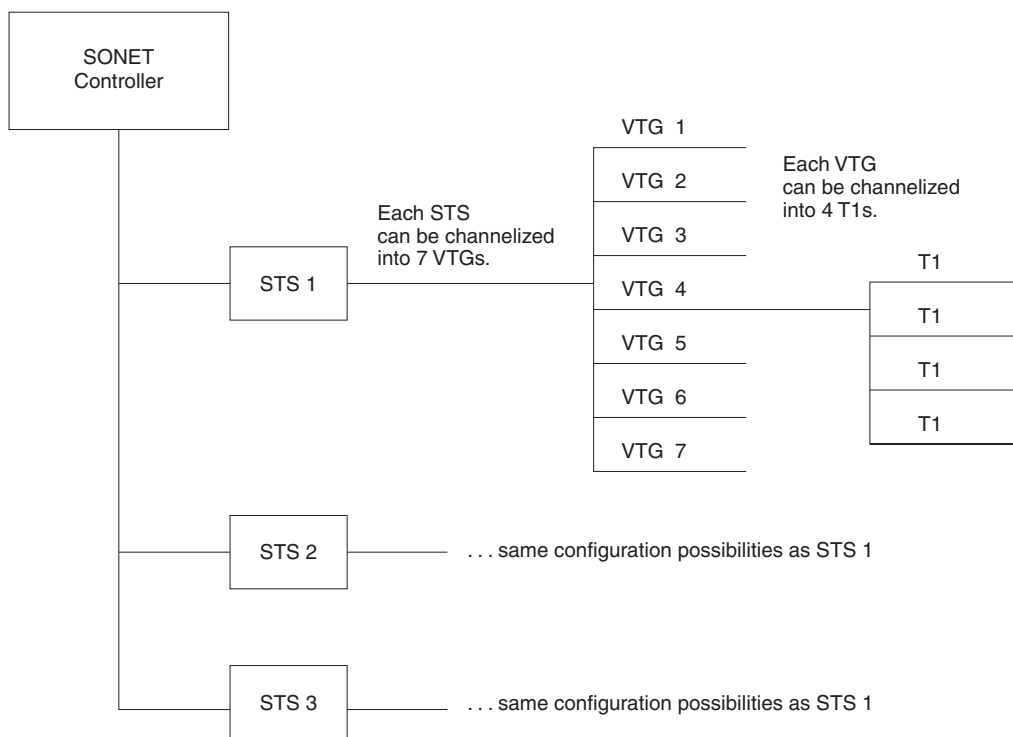 SONET
Controller
STS 1
Each STS
can be channelized
into 7 VTGs.
VTG 1
VTG 2
VTG 3
VTG 4
VTG 5
VTG 6
VTG 7
Each VTG
can be channelized
into 4 T1s.
T1
T1
T1
T1
STS 2
. . . same configuration possibilities as STS 1
STS 3
. . . same configuration possibilities as STS 1